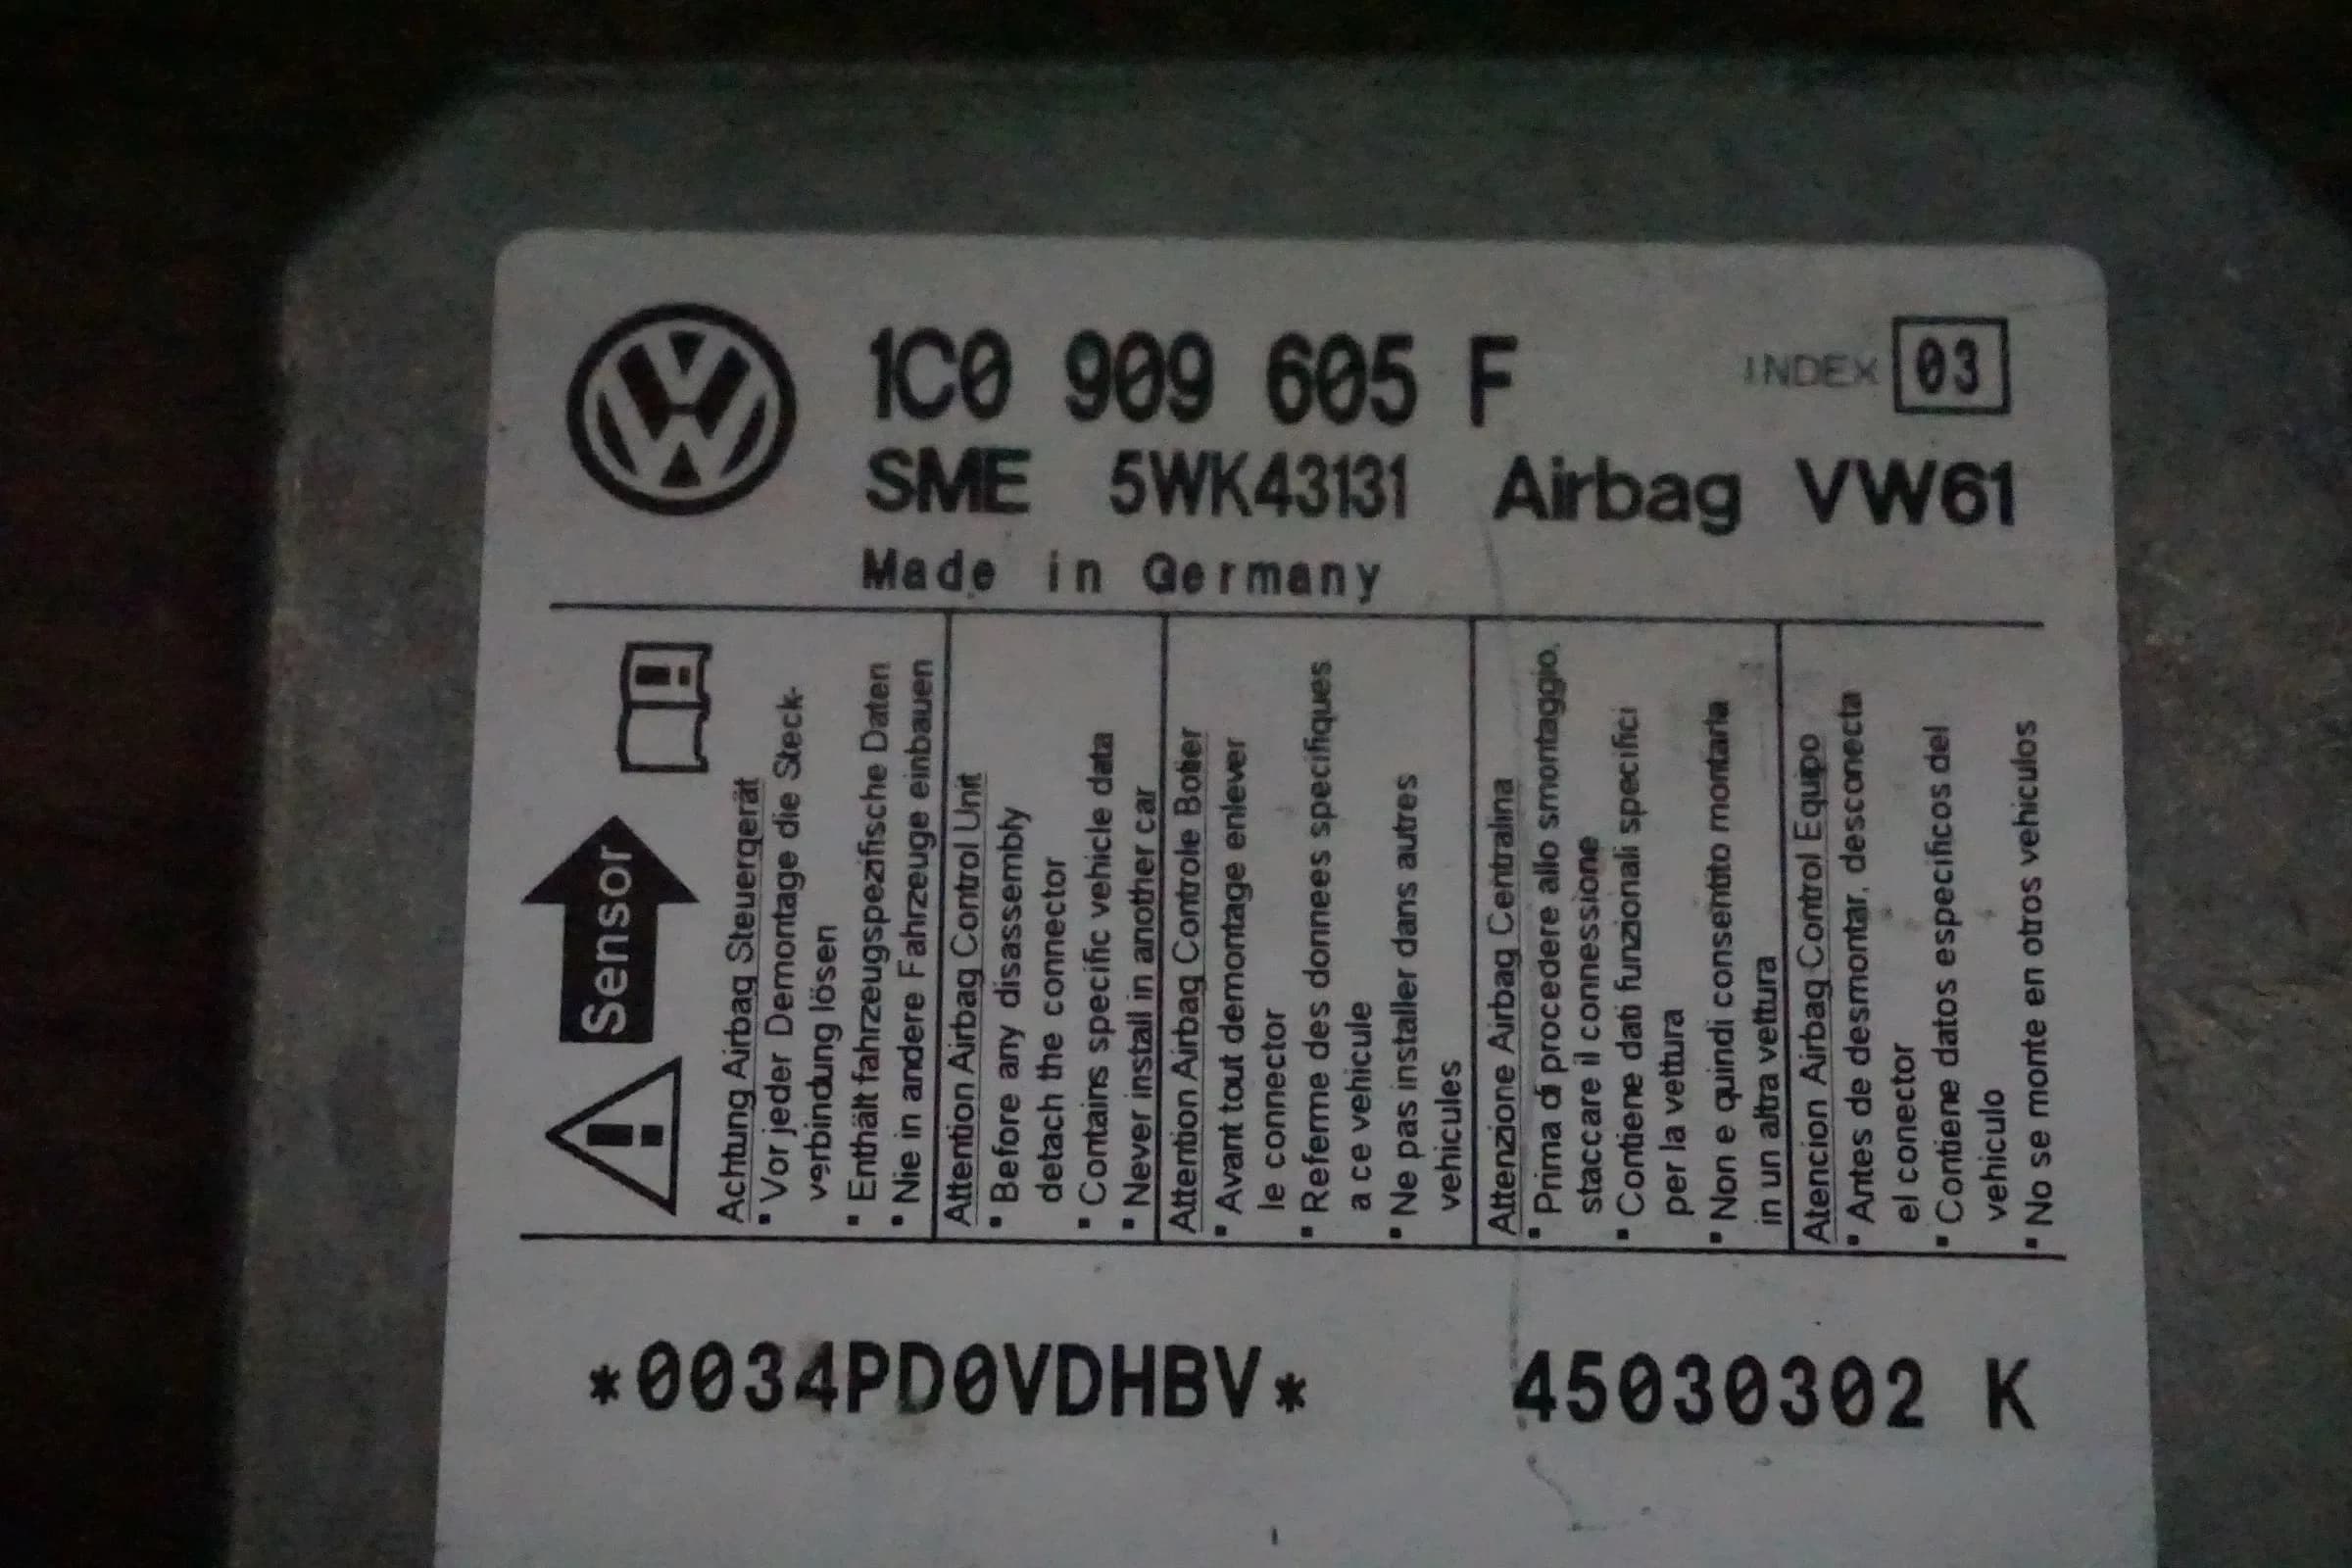 1C0 909 605 F INDEX 03
SME 5WK43131 Airbag VW61
Made in Germany
Sensor
Achtung Airbag Steuergerät
▪ Vor jeder Demontage die Steck-
verbindung lösen
▪ Enthält fahrzeugspezifische Daten
▪ Nie in andere Fahrzeuge einbauen
Attention Airbag Control Unit
▪ Before any disassembly
detach the connector
▪ Contains specific vehicle data
▪ Never install in another car
Attention Airbag Controle Botier
▪ Avant tout demontage enlever
le connector
▪ Referme des donnees specifiques
a ce vehicule
▪ Ne pas installer dans autres
vehicules
Attenzione Airbag Centralina
▪ Prima di procedere allo smontaggio,
staccare il connessione
▪ Contiene dati funzionali specifici
per la vettura
▪ Non e quindi consentito montarla
in un altra vettura
Atencion Airbag Control Equipo
▪ Antes de desmontar, desconecta
el conector
▪ Contiene datos especificos del
vehiculo
▪ No se monte en otros vehiculos
*0034PD0VDHBV* 45030302 K